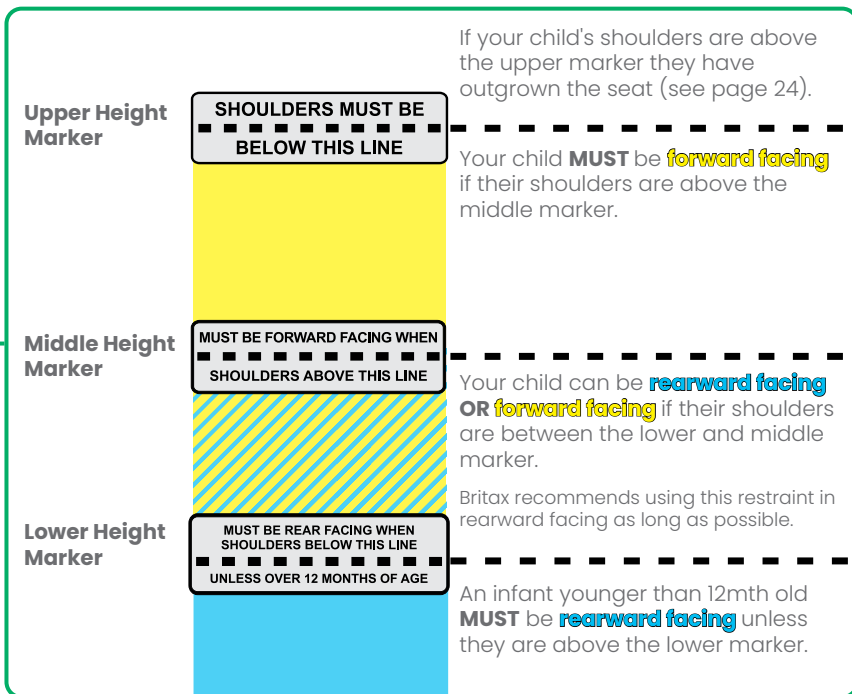 If your child's shoulders are above
the upper marker they have
outgrown the seat (see page 24).
Upper Height
Marker
SHOULDERS MUST BE
BELOW THIS LINE
Your child MUST be forward facing
if their shoulders are above the
middle marker.
Middle Height
Marker
MUST BE FORWARD FACING WHEN
SHOULDERS ABOVE THIS LINE
Your child can be rearward facing
OR forward facing if their shoulders
are between the lower and middle
marker.
Britax recommends using this restraint in
rearward facing as long as possible.
Lower Height
Marker
MUST BE REAR FACING WHEN
SHOULDERS BELOW THIS LINE
UNLESS OVER 12 MONTHS OF AGE
An infant younger than 12mth old
MUST be rearward facing unless
they are above the lower marker.